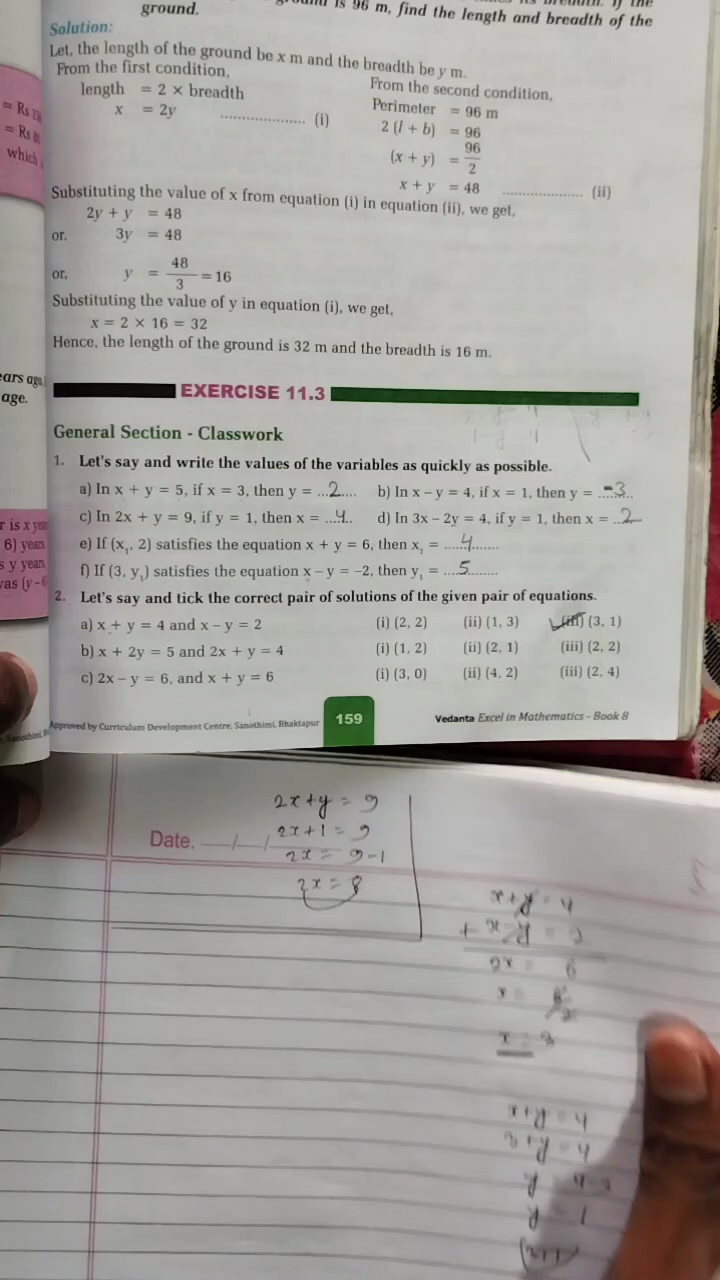 is 96 m, find the length and breadth of the
ground.
Solution:
Let, the length of the ground be x m and the breadth be y m.
From the first condition,
length = 2 × breadth
x = 2y .................... (i)
From the second condition,
Perimeter = 96 m
2 (l + b) = 96
(x + y) = 96/2
x + y = 48 .................... (ii)
Substituting the value of x from equation (i) in equation (ii), we get,
2y + y = 48
or, 3y = 48
or, y = 48/3 = 16
Substituting the value of y in equation (i), we get,
x = 2 × 16 = 32
Hence, the length of the ground is 32 m and the breadth is 16 m.
= Rs
= Rs
which
age.
6) years
EXERCISE 11.3
General Section - Classwork
1. Let's say and write the values of the variables as quickly as possible.
a) In x + y = 5, if x = 3, then y = ...2.... b) In x – y = 4, if x = 1, then y = ...-3...
c) In 2x + y = 9, if y = 1, then x = ...4.. d) In 3x – 2y = 4, if y = 1, then x = ...2
e) If (x₁, 2) satisfies the equation x + y = 6, then x₁ = .....4.......
f) If (3, y₁) satisfies the equation x – y = –2, then y₁ = ....5........
2. Let's say and tick the correct pair of solutions of the given pair of equations.
a) x + y = 4 and x – y = 2 (i) (2, 2) (ii) (1, 3) (iii) (3, 1)
b) x + 2y = 5 and 2x + y = 4 (i) (1, 2) (ii) (2, 1) (iii) (2, 2)
c) 2x – y = 6, and x + y = 6 (i) (3, 0) (ii) (4, 2) (iii) (2, 4)
Approved by Curriculum Development Centre, Sanothimi, Bhaktapur 159 Vedanta Excel in Mathematics - Book 8
Date. __/__/__
2x+y = 9
2x+1 = 9
2x = 9-1
2x = 8